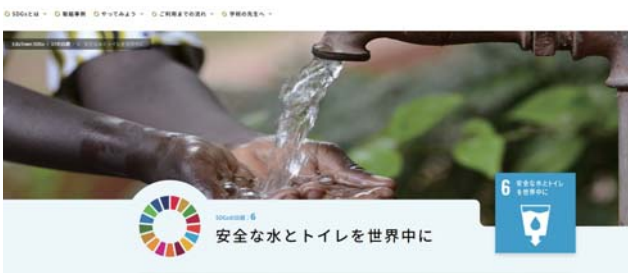 SDGsとは
取組事例
やってみよう
ご利用までの流れ
学校の先生へ
6 安全な水とトイレ
を世界中に
SDGsの目標：6
安全な水とトイレを世界中に